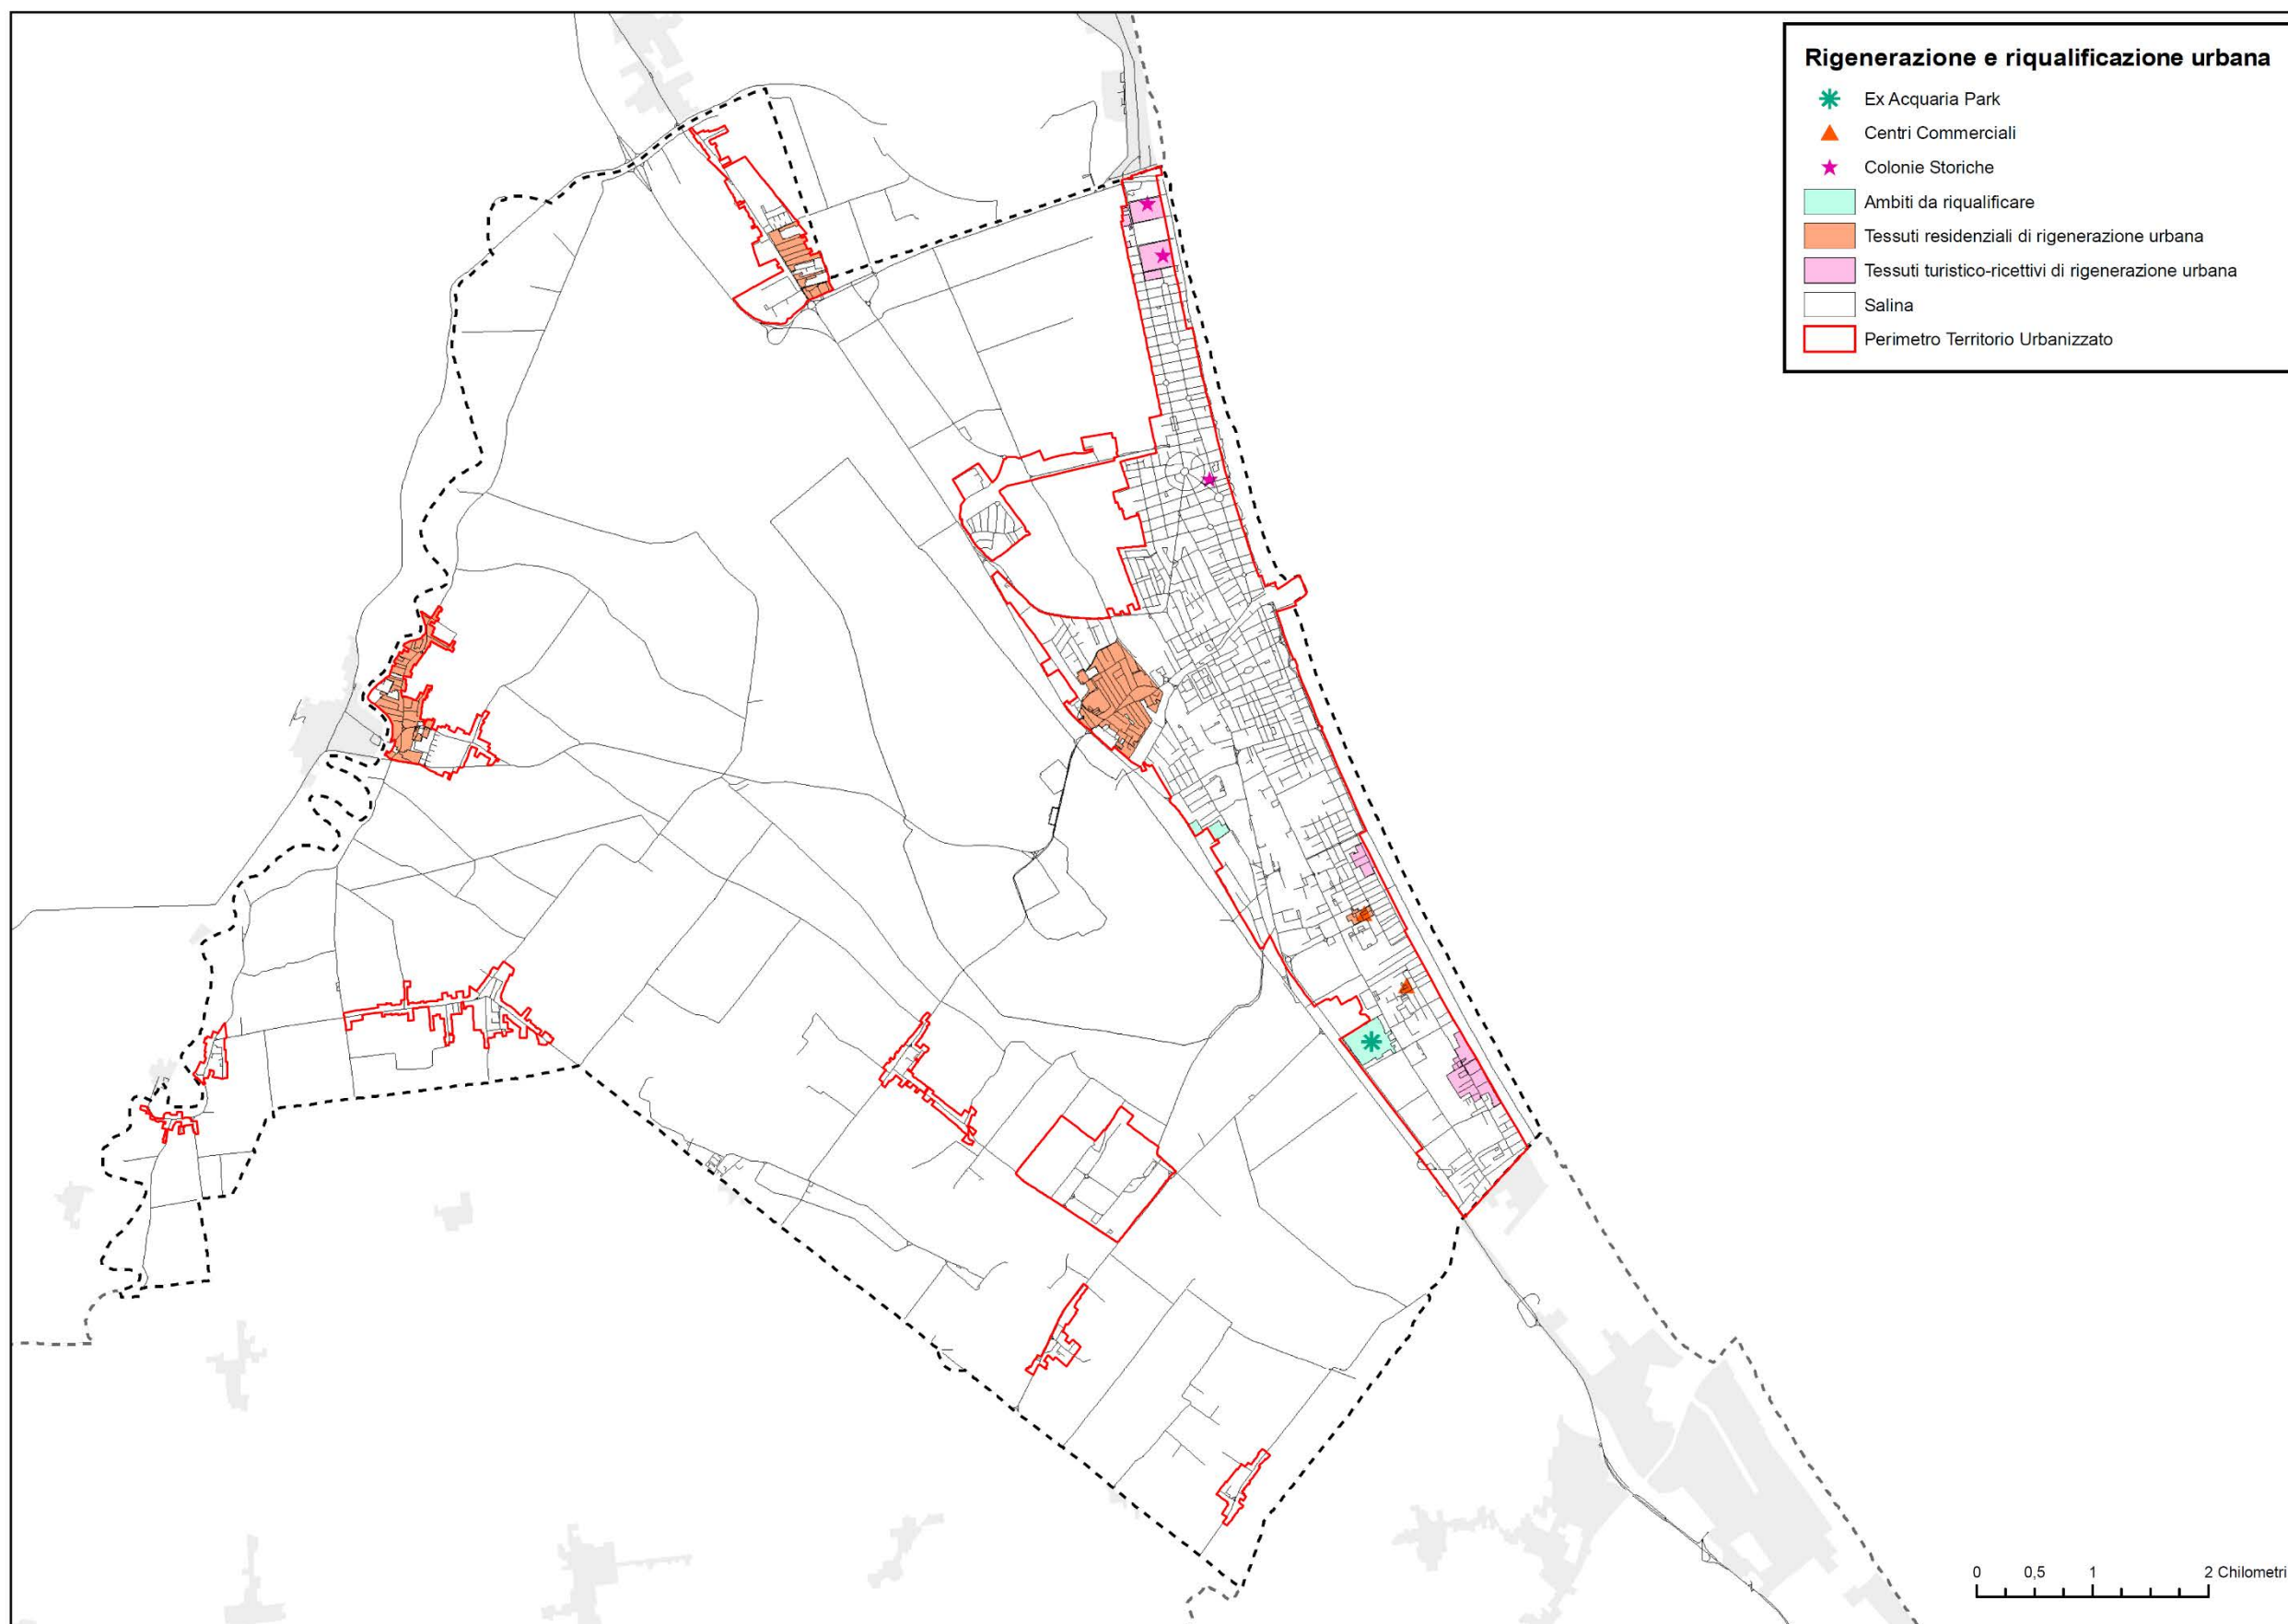 Rigenerazione e riqualificazione urbana
Ex Acquaria Park
Centri Commerciali
Colonie Storiche
Ambiti da riqualificare
Tessuti residenziali di rigenerazione urbana
Tessuti turistico-ricettivi di rigenerazione urbana
Salina
Perimetro Territorio Urbanizzato
0 0,5 1 2 Chilometri